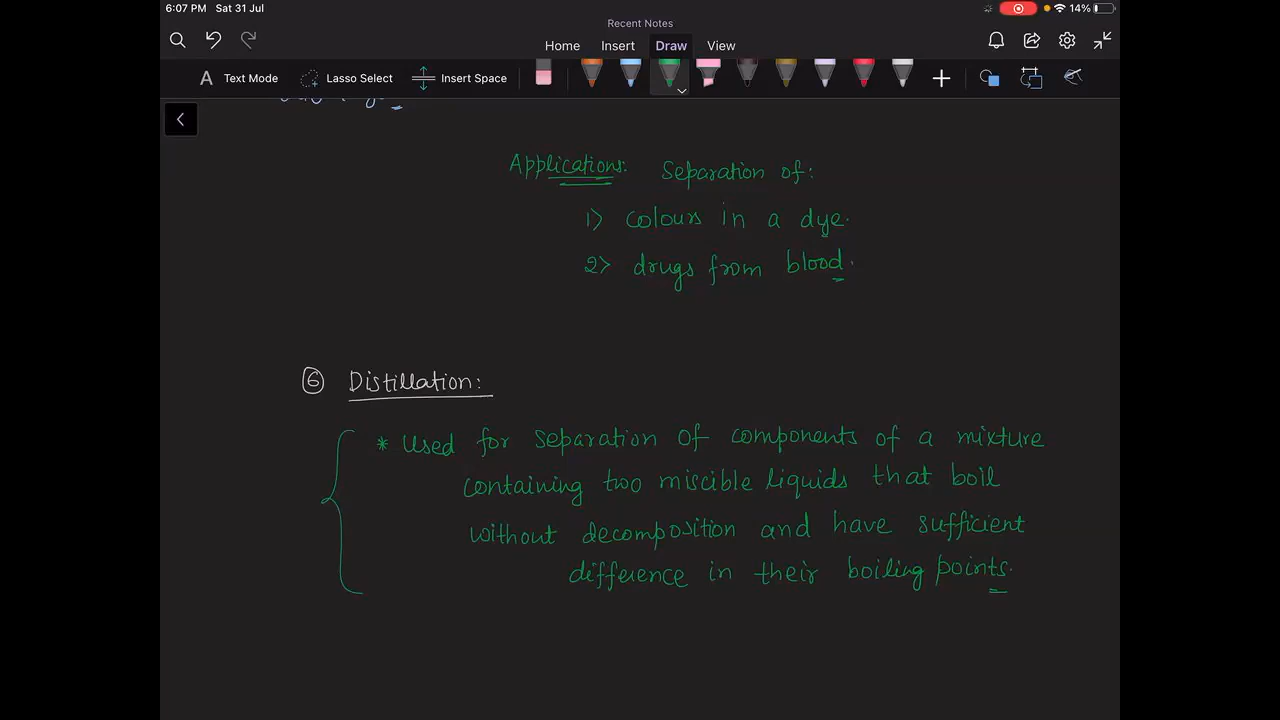 6:07 PM Sat 31 Jul
14%
Recent Notes
Home Insert Draw View
Text Mode Lasso Select Insert Space
Applications: Separation of:
1> colours in a dye.
2> drugs from blood.
6 Distillation:
* Used for separation of components of a mixture
containing two miscible liquids that boil
without decomposition and have sufficient
difference in their boiling points.